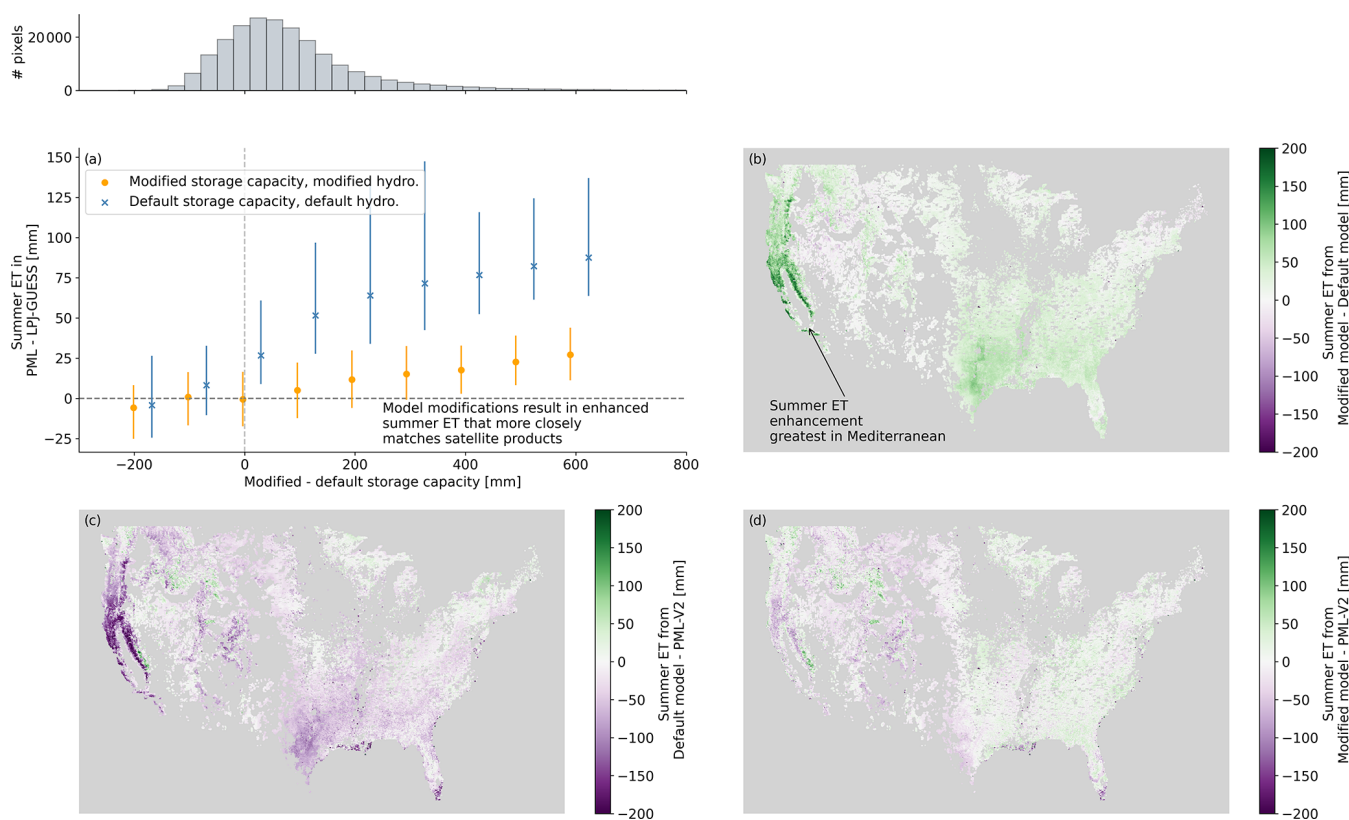 # pixels
20000
0
(a)
Modified storage capacity, modified hydro.
Default storage capacity, default hydro.
Summer ET in
PML - LPJ-GUESS [mm]
150
125
100
75
50
25
0
−25
Model modifications result in enhanced
summer ET that more closely
matches satellite products
−200 0 200 400 600 800
Modified - default storage capacity [mm]
(b)
Summer ET
enhancement
greatest in Mediterranean
200
150
100
50
0
−50
−100
−150
−200
Summer ET from
Modified model - Default model [mm]
(c)
200
150
100
50
0
−50
−100
−150
−200
Summer ET from
Default model - PML-V2 [mm]
(d)
200
150
100
50
0
−50
−100
−150
−200
Summer ET from
Modified model - PML-V2 [mm]